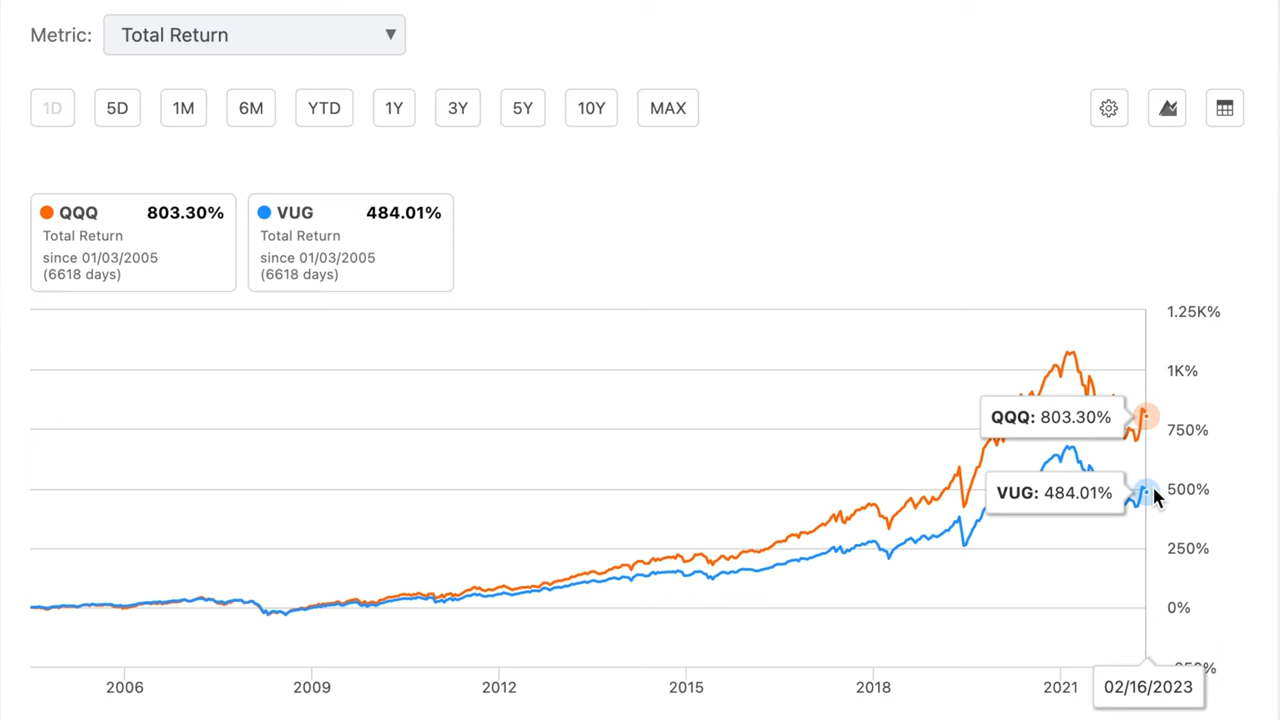 Metric: Total Return ▼
1D 5D 1M 6M YTD 1Y 3Y 5Y 10Y MAX
QQQ 803.30%
Total Return
since 01/03/2005
(6618 days)
VUG 484.01%
Total Return
since 01/03/2005
(6618 days)
1.25K%
1K%
QQQ: 803.30%
750%
VUG: 484.01%
500%
250%
0%
2006 2009 2012 2015 2018 2021 02/16/2023